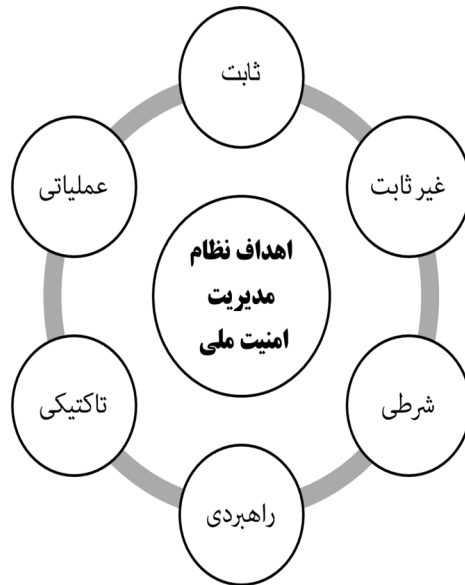 ثابت
غیر ثابت
شرطی
راهبردی
تاکتیکی
عملیاتی
اهداف نظام
مدیریت
امنیت ملی